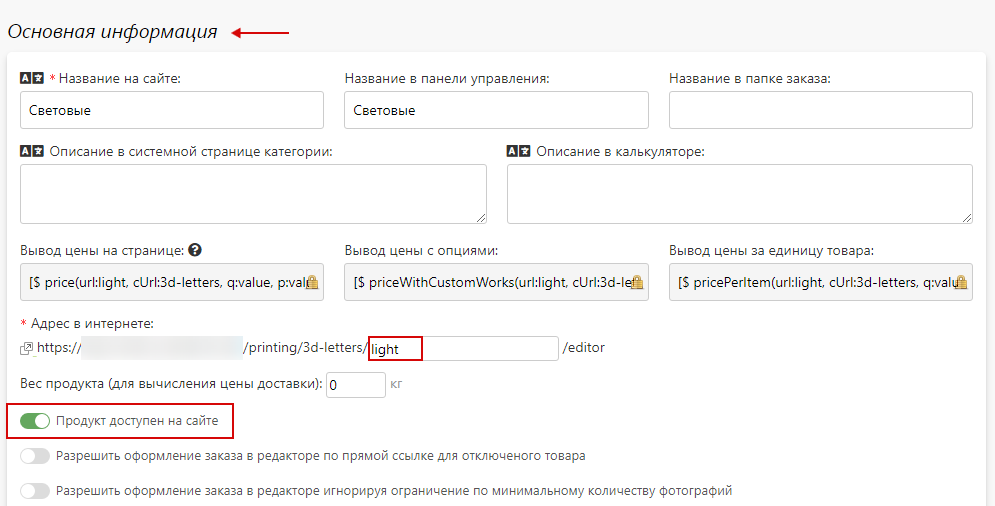 Основная информация
* Название на сайте: Название в панели управления: Название в папке заказа:
Световые Световые
Описание в системной странице категории: Описание в калькуляторе:
Вывод цены на странице: Вывод цены с опциями: Вывод цены за единицу товара:
[$ price(url:light, cUrl:3d-letters, q:value, p:val [$ priceWithCustomWorks(url:light, cUrl:3d-let [$ pricePerItem(url:light, cUrl:3d-letters, q:value
* Адрес в интернете:
https:// /printing/3d-letters/ light /editor
Вес продукта (для вычисления цены доставки): 0 кг
Продукт доступен на сайте
Разрешить оформление заказа в редакторе по прямой ссылке для отключеного товара
Разрешить оформление заказа в редакторе игнорируя ограничение по минимальному количеству фотографий